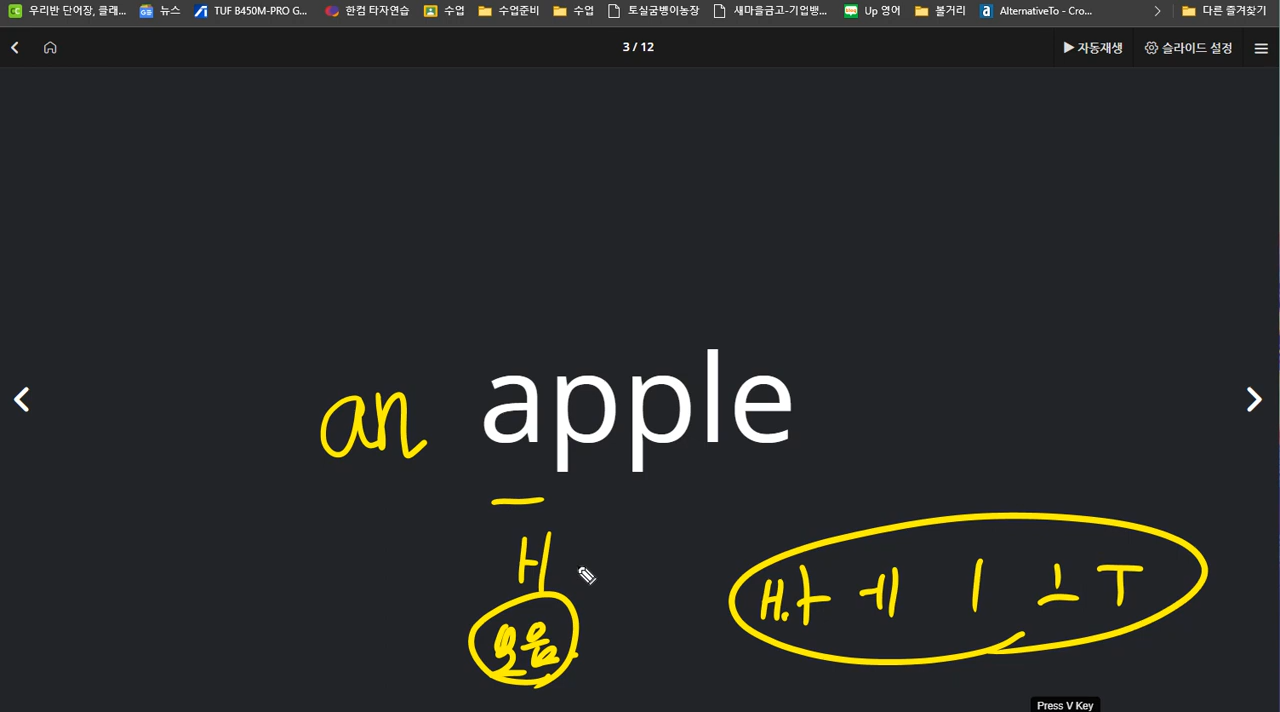 우리반 단어장, 클래... 뉴스 TUF B450M-PRO G... 한컴 타자연습 수업 수업준비 수업 토실굼벵이농장 새마을금고-기업뱅... Up 영어 볼거리 AlternativeTo - Cro... 다른 즐겨찾기
3 / 12 자동재생 슬라이드 설정
an apple
ㅐ
ㅐ.ㅏ ㅔ ㅣ ㅗ ㅜ
모음
Press V Key